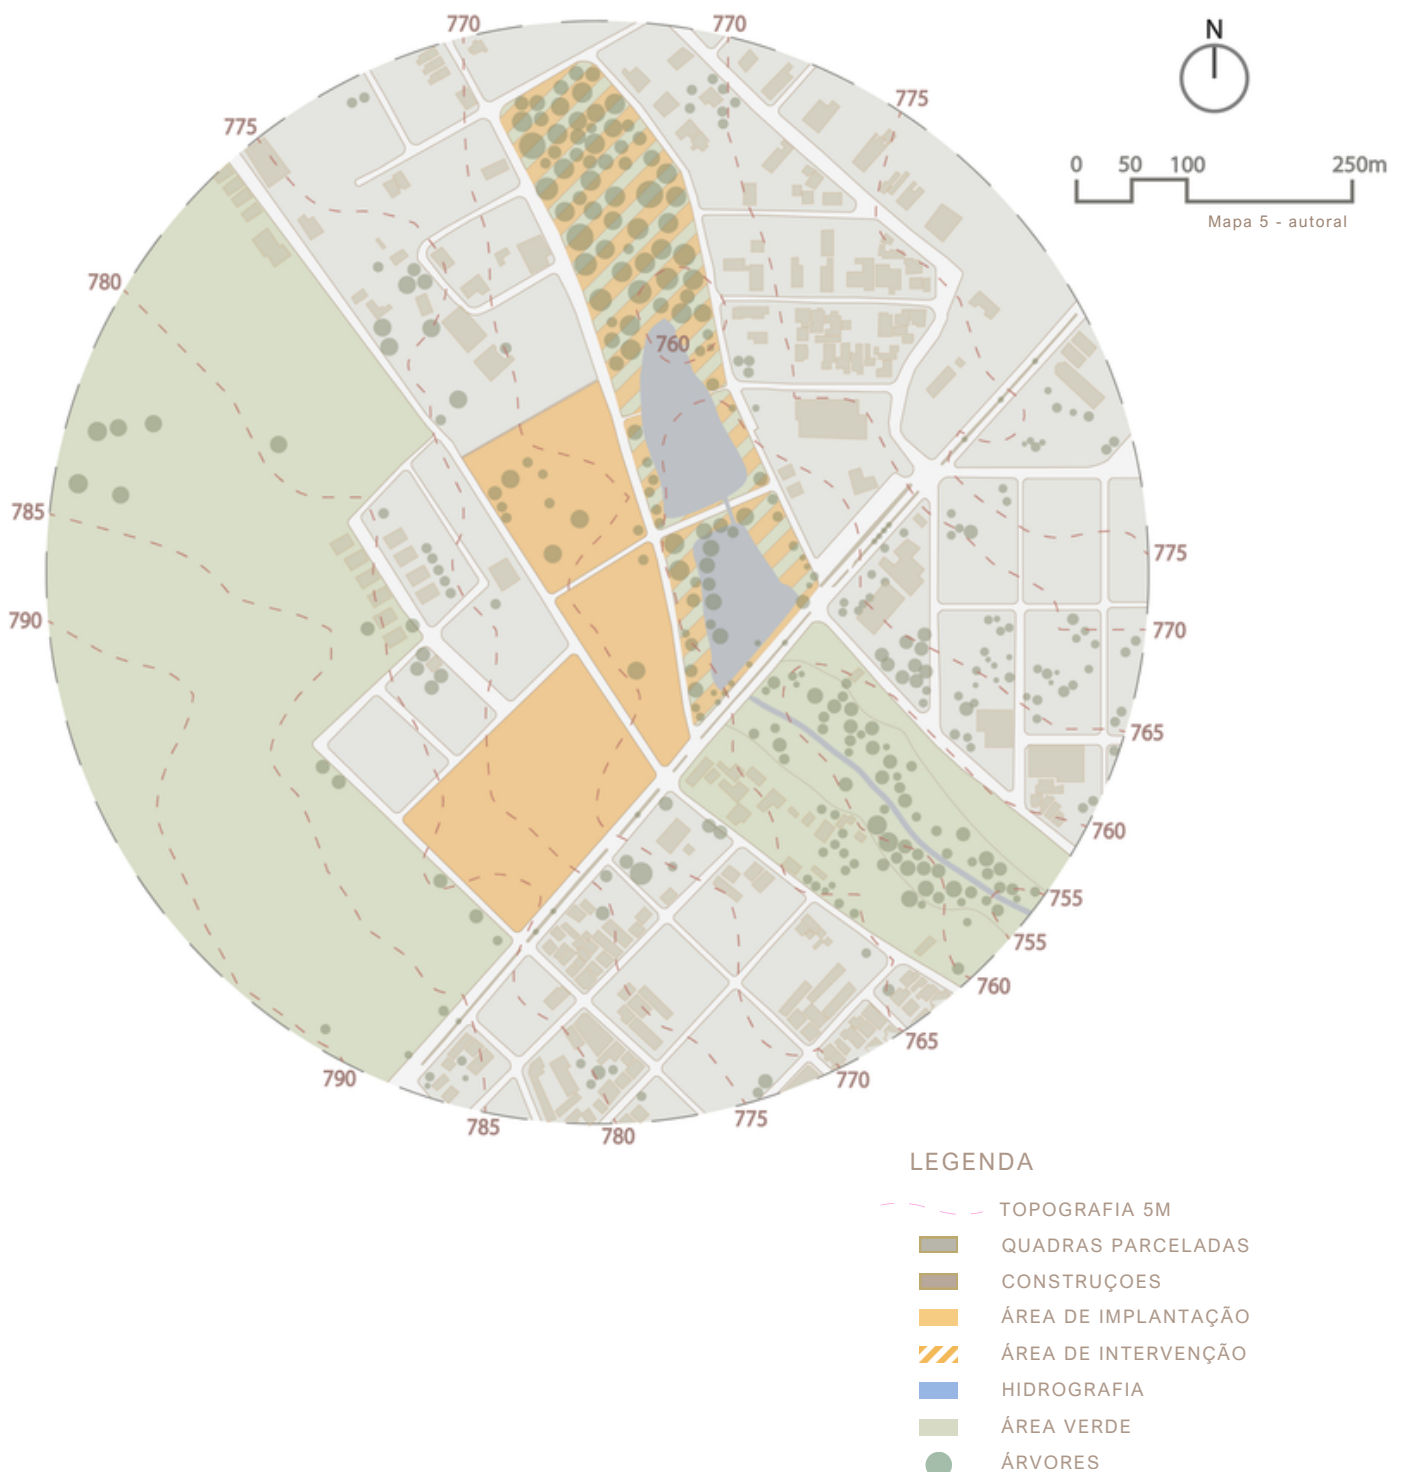 770
770
N
775
775
0 50 100 250m
Mapa 5 - autoral
780
760
785
775
790
770
765
760
755
755
760
765
790
770
775
785
780
LEGENDA
TOPOGRAFIA 5M
QUADRAS PARCELADAS
CONSTRUÇOES
ÁREA DE IMPLANTAÇÃO
ÁREA DE INTERVENÇÃO
HIDROGRAFIA
ÁREA VERDE
ÁRVORES